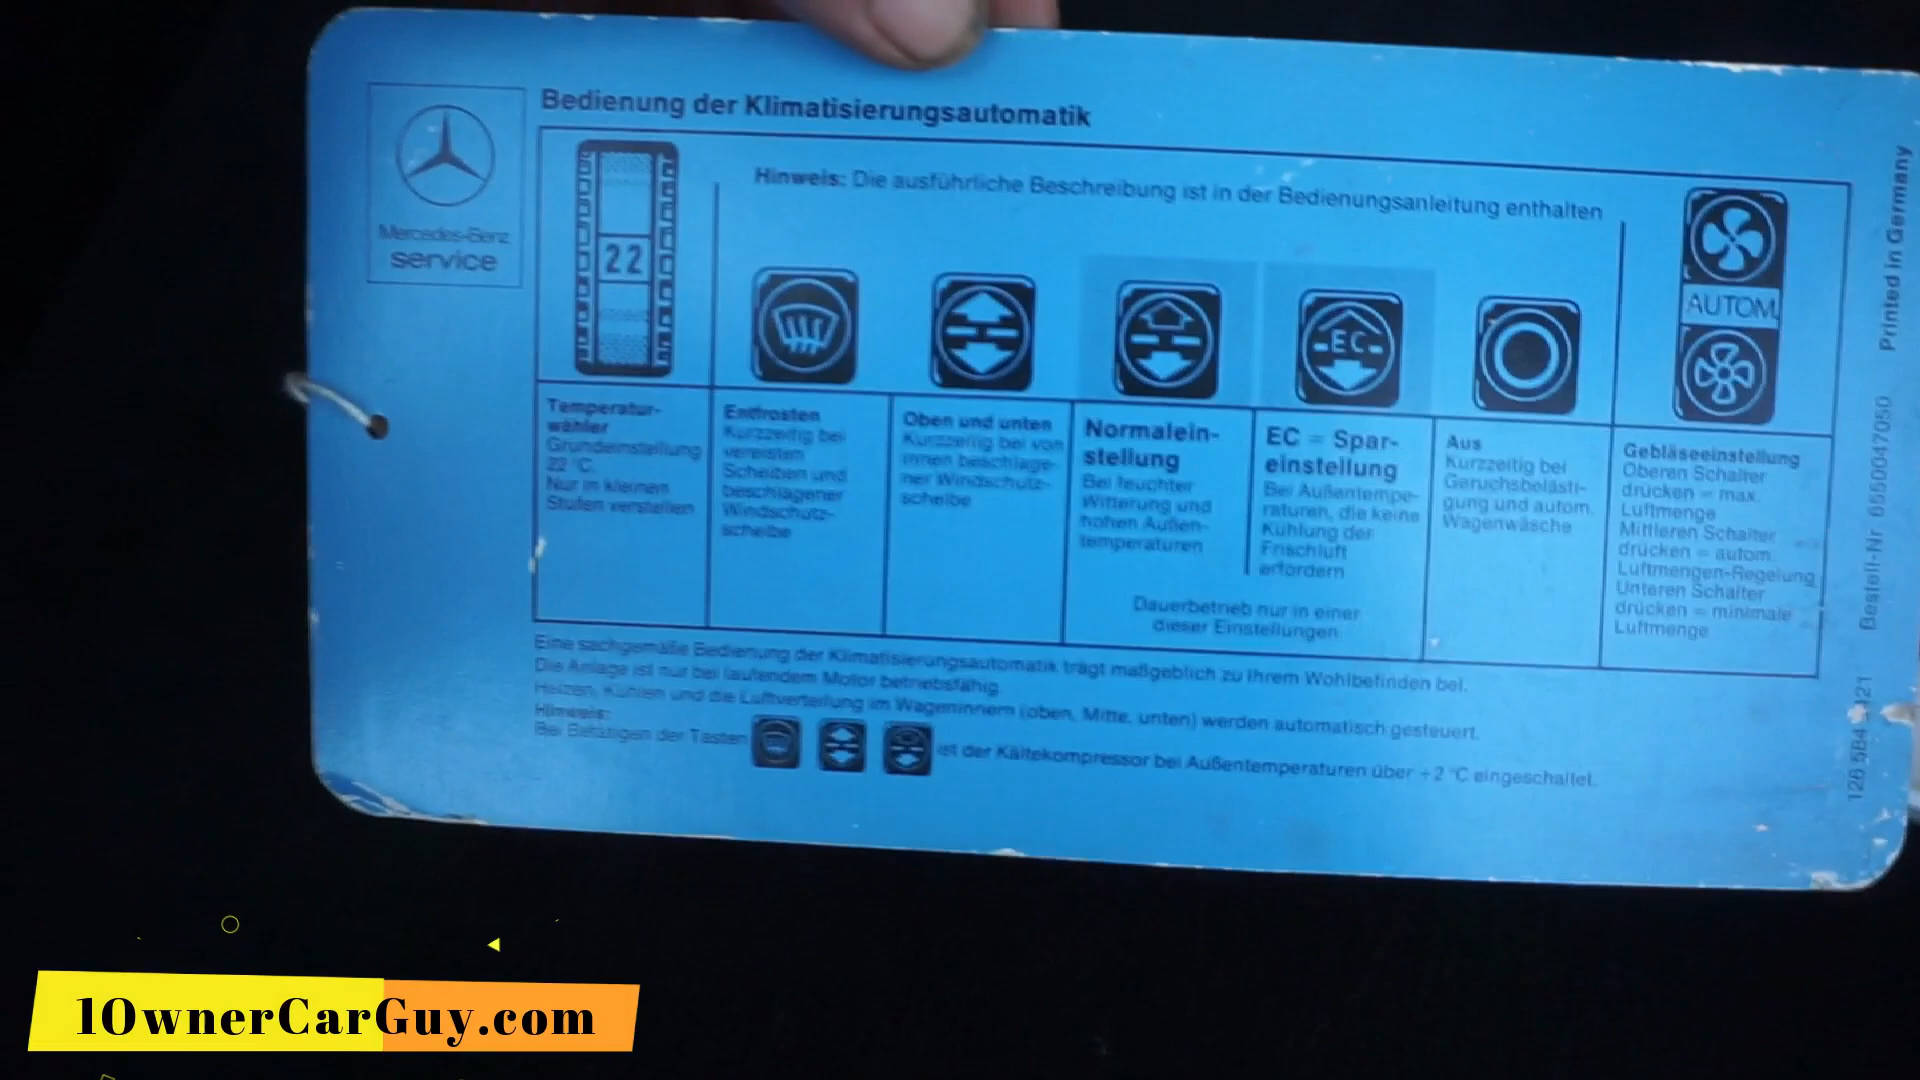 Mercedes-Benz
service
Bedienung der Klimatisierungsautomatik
Hinweis: Die ausführliche Beschreibung ist in der Bedienungsanleitung enthalten
22
EC
AUTOM.
Temperatur-
wähler
Grundeinstellung
22 °C.
Nur in kleinen
Stufen verstellen
Entfrosten
Kurzzeitig bei
vereisten
Scheiben und
beschlagener
Windschutz-
scheibe
Oben und unten
Kurzzeitig bei von
innen beschlage-
ner Windschutz-
scheibe
Normalein-
stellung
Bei feuchter
Witterung und
hohen Außen-
temperaturen
EC = Spar-
einstellung
Bei Außentempe-
raturen, die keine
Kühlung der
Frischluft
erfordern
Dauerbetrieb nur in einer
dieser Einstellungen
Aus
Kurzzeitig bei
Geruchsbelästi-
gung und autom.
Wagenwäsche
Gebläseeinstellung
Oberen Schalter
drücken = max.
Luftmenge
Mittleren Schalter
drücken = autom.
Luftmengen-Regelung
Unteren Schalter
drücken = minimale
Luftmenge
Eine sachgemäße Bedienung der Klimatisierungsautomatik trägt maßgeblich zu Ihrem Wohlbefinden bei.
Die Anlage ist nur bei laufendem Motor betriebsfähig.
Heizen, Kühlen und die Luftverteilung im Wageninnern (oben, Mitte, unten) werden automatisch gesteuert.
Hinweis:
Bei Betätigen der Tasten ist der Kältekompressor bei Außentemperaturen über +2 °C eingeschaltet.
Bestell-Nr 6550047050 Printed in Germany
1OwnerCarGuy.com